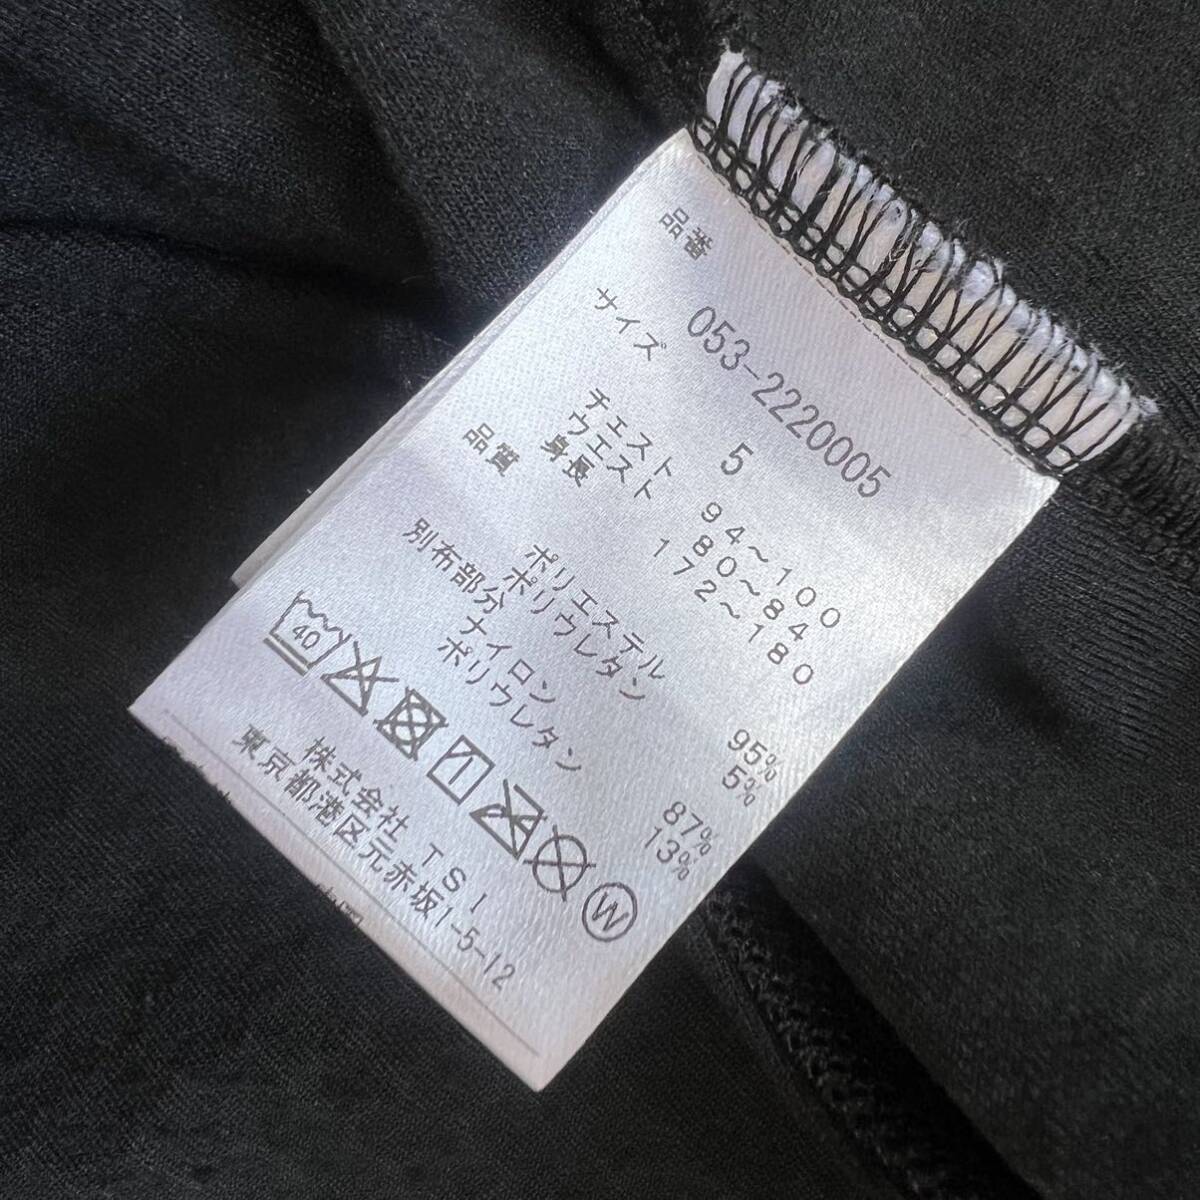 品番 053-2220005
サイズ 5
チェスト 94~100
ウエスト 80~84
身長 172~180
品質
ポリエステル 95%
ポリウレタン 5%
別布部分
ナイロン 87%
ポリウレタン 13%
40 W
株式会社 TSI
東京都港区元赤坂1-5-12